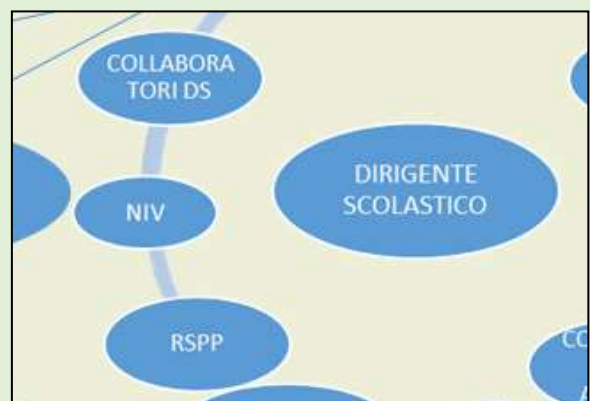 COLLABORA
TORI DS
DIRIGENTE
SCOLASTICO
NIV
RSPP